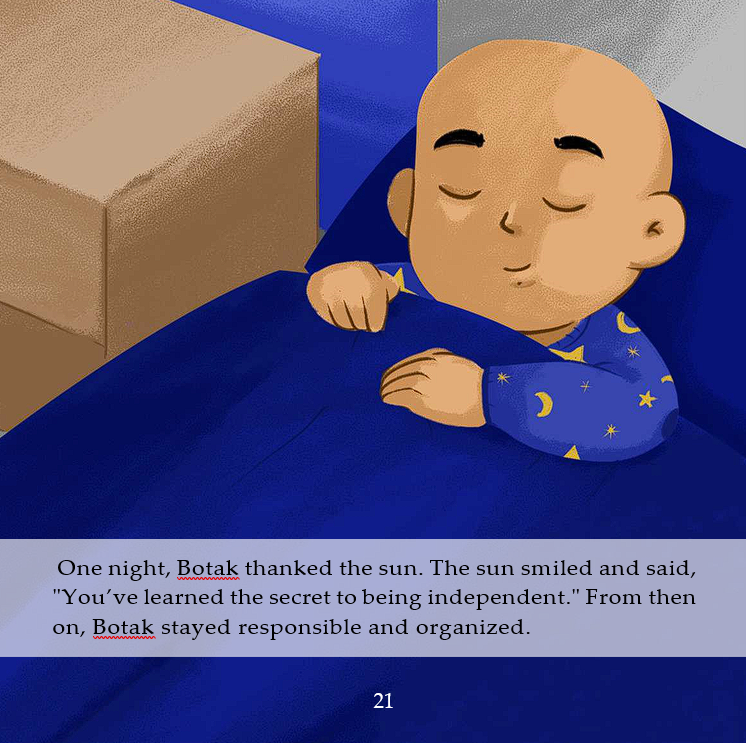 One night, Botak thanked the sun. The sun smiled and said,
"You’ve learned the secret to being independent." From then
on, Botak stayed responsible and organized.
21